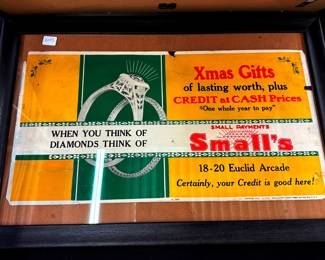 Xmas Gifts
of lasting worth, plus
CREDIT at CASH Prices
"One whole year to pay"
WHEN YOU THINK OF
DIAMONDS THINK OF
SMALL PAYMENTS
Small's
18-20 Euclid Arcade
Certainly, your Credit is good here!